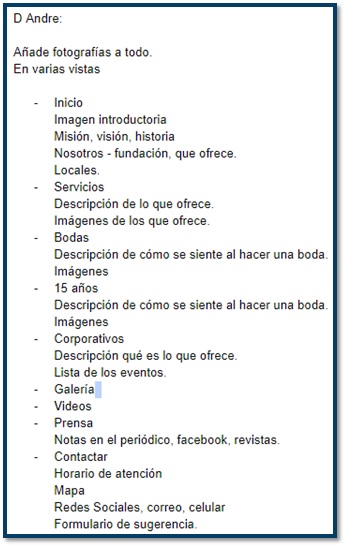 D Andre:
Añade fotografías a todo.
En varias vistas
- Inicio
Imagen introductoria
Misión, visión, historia
Nosotros - fundación, que ofrece.
Locales.
- Servicios
Descripción de lo que ofrece.
Imágenes de los que ofrece.
- Bodas
Descripción de cómo se siente al hacer una boda.
Imágenes
- 15 años
Descripción de cómo se siente al hacer una boda.
Imágenes
- Corporativos
Descripción qué es lo que ofrece.
Lista de los eventos.
- Galería
- Videos
- Prensa
Notas en el periódico, facebook, revistas.
- Contactar
Horario de atención
Mapa
Redes Sociales, correo, celular
Formulario de sugerencia.